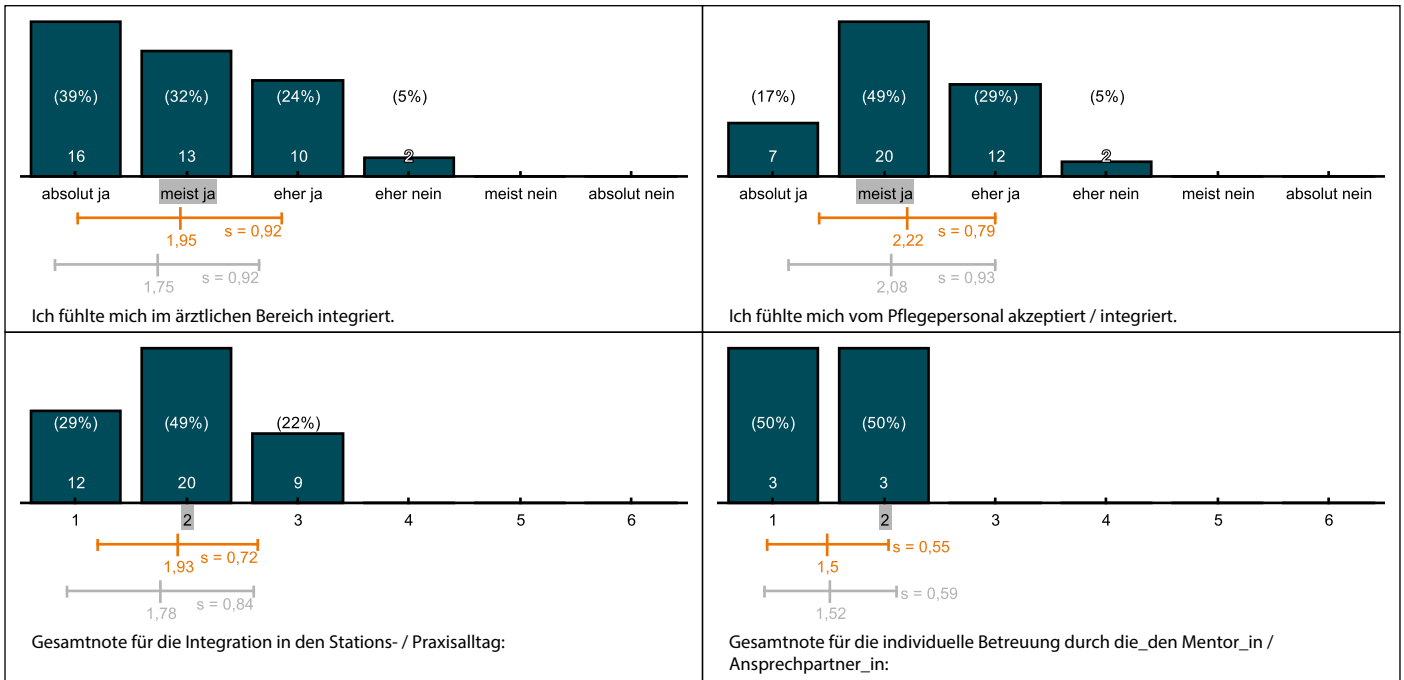 (39%) (32%) (24%) (5%)
16 13 10 2
absolut ja meist ja eher ja eher nein meist nein absolut nein
s = 0,92
1,95
s = 0,92
1,75
Ich fühlte mich im ärztlichen Bereich integriert.
(17%) (49%) (29%) (5%)
7 20 12 2
absolut ja meist ja eher ja eher nein meist nein absolut nein
s = 0,79
2,22
s = 0,93
2,08
Ich fühlte mich vom Pflegepersonal akzeptiert / integriert.
(29%) (49%) (22%)
12 20 9
1 2 3 4 5 6
s = 0,72
1,93
s = 0,84
1,78
Gesamtnote für die Integration in den Stations- / Praxisalltag:
(50%) (50%)
3 3
1 2 3 4 5 6
s = 0,55
1,5
s = 0,59
1,52
Gesamtnote für die individuelle Betreuung durch die_den Mentor_in /
Ansprechpartner_in: